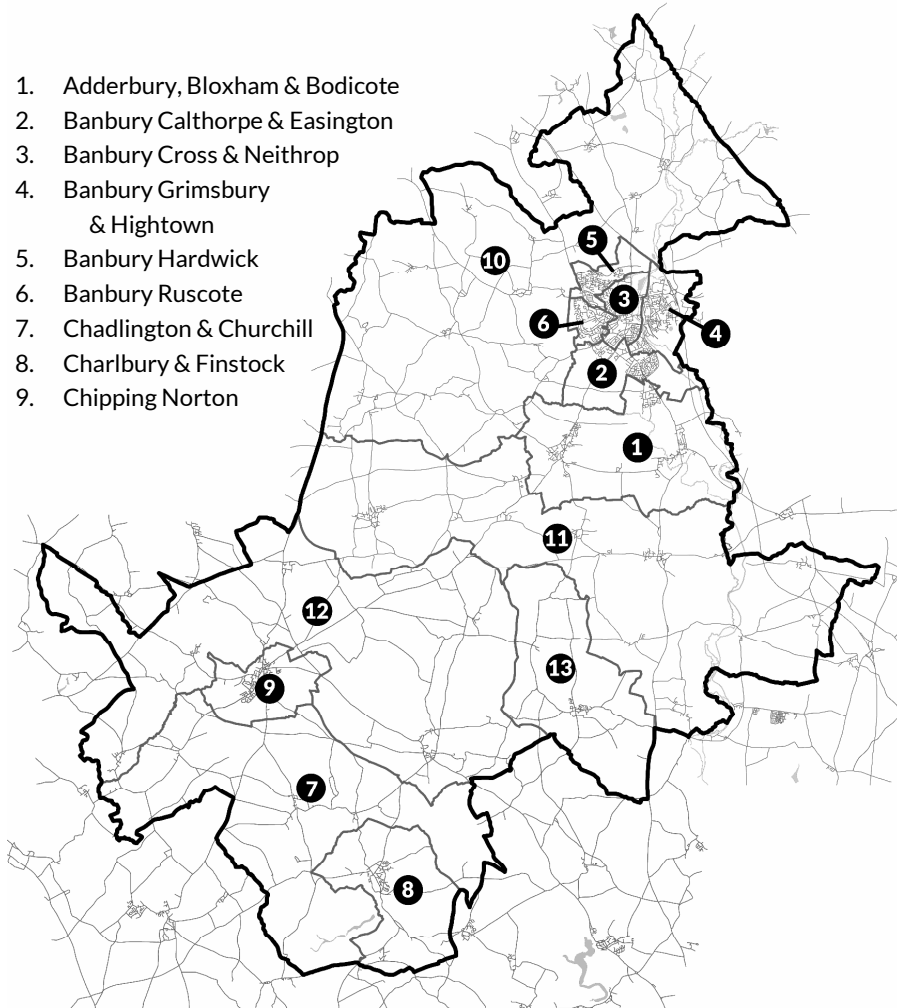 1. Adderbury, Bloxham & Bodicote
2. Banbury Calthorpe & Easington
3. Banbury Cross & Neithrop
4. Banbury Grimsbury
& Hightown
5. Banbury Hardwick
6. Banbury Ruscote
7. Chadlington & Churchill
8. Charlbury & Finstock
9. Chipping Norton
5
10
3
6
4
2
1
11
12
13
9
7
8